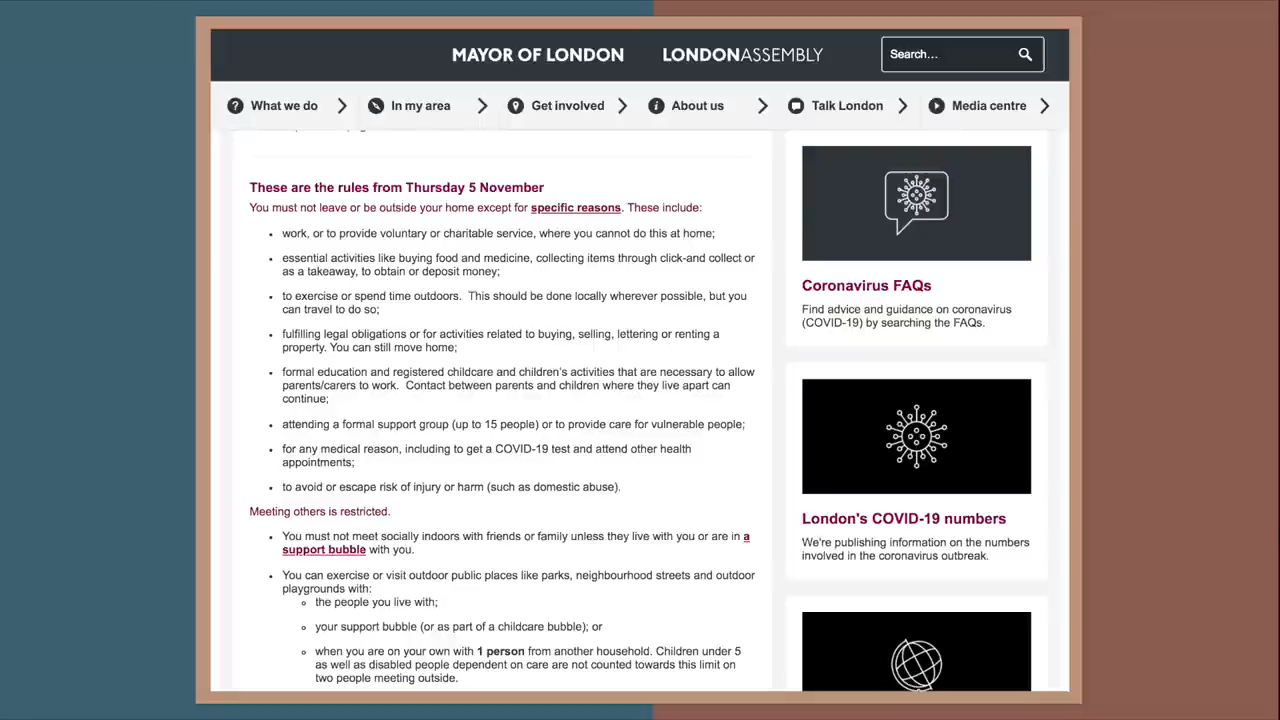 MAYOR OF LONDON LONDONASSEMBLY Search...
What we do In my area Get involved About us Talk London Media centre
These are the rules from Thursday 5 November
You must not leave or be outside your home except for specific reasons. These include:
work, or to provide voluntary or charitable service, where you cannot do this at home;
essential activities like buying food and medicine, collecting items through click-and collect or
as a takeaway, to obtain or deposit money;
to exercise or spend time outdoors. This should be done locally wherever possible, but you
can travel to do so;
fulfilling legal obligations or for activities related to buying, selling, lettering or renting a
property. You can still move home;
formal education and registered childcare and children's activities that are necessary to allow
parents/carers to work. Contact between parents and children where they live apart can
continue;
attending a formal support group (up to 15 people) or to provide care for vulnerable people;
for any medical reason, including to get a COVID-19 test and attend other health
appointments;
to avoid or escape risk of injury or harm (such as domestic abuse).
Meeting others is restricted.
You must not meet socially indoors with friends or family unless they live with you or are in a
support bubble with you.
You can exercise or visit outdoor public places like parks, neighbourhood streets and outdoor
playgrounds with:
the people you live with;
your support bubble (or as part of a childcare bubble); or
when you are on your own with 1 person from another household. Children under 5
as well as disabled people dependent on care are not counted towards this limit on
two people meeting outside.
Coronavirus FAQs
Find advice and guidance on coronavirus
(COVID-19) by searching the FAQs.
London's COVID-19 numbers
We're publishing information on the numbers
involved in the coronavirus outbreak.